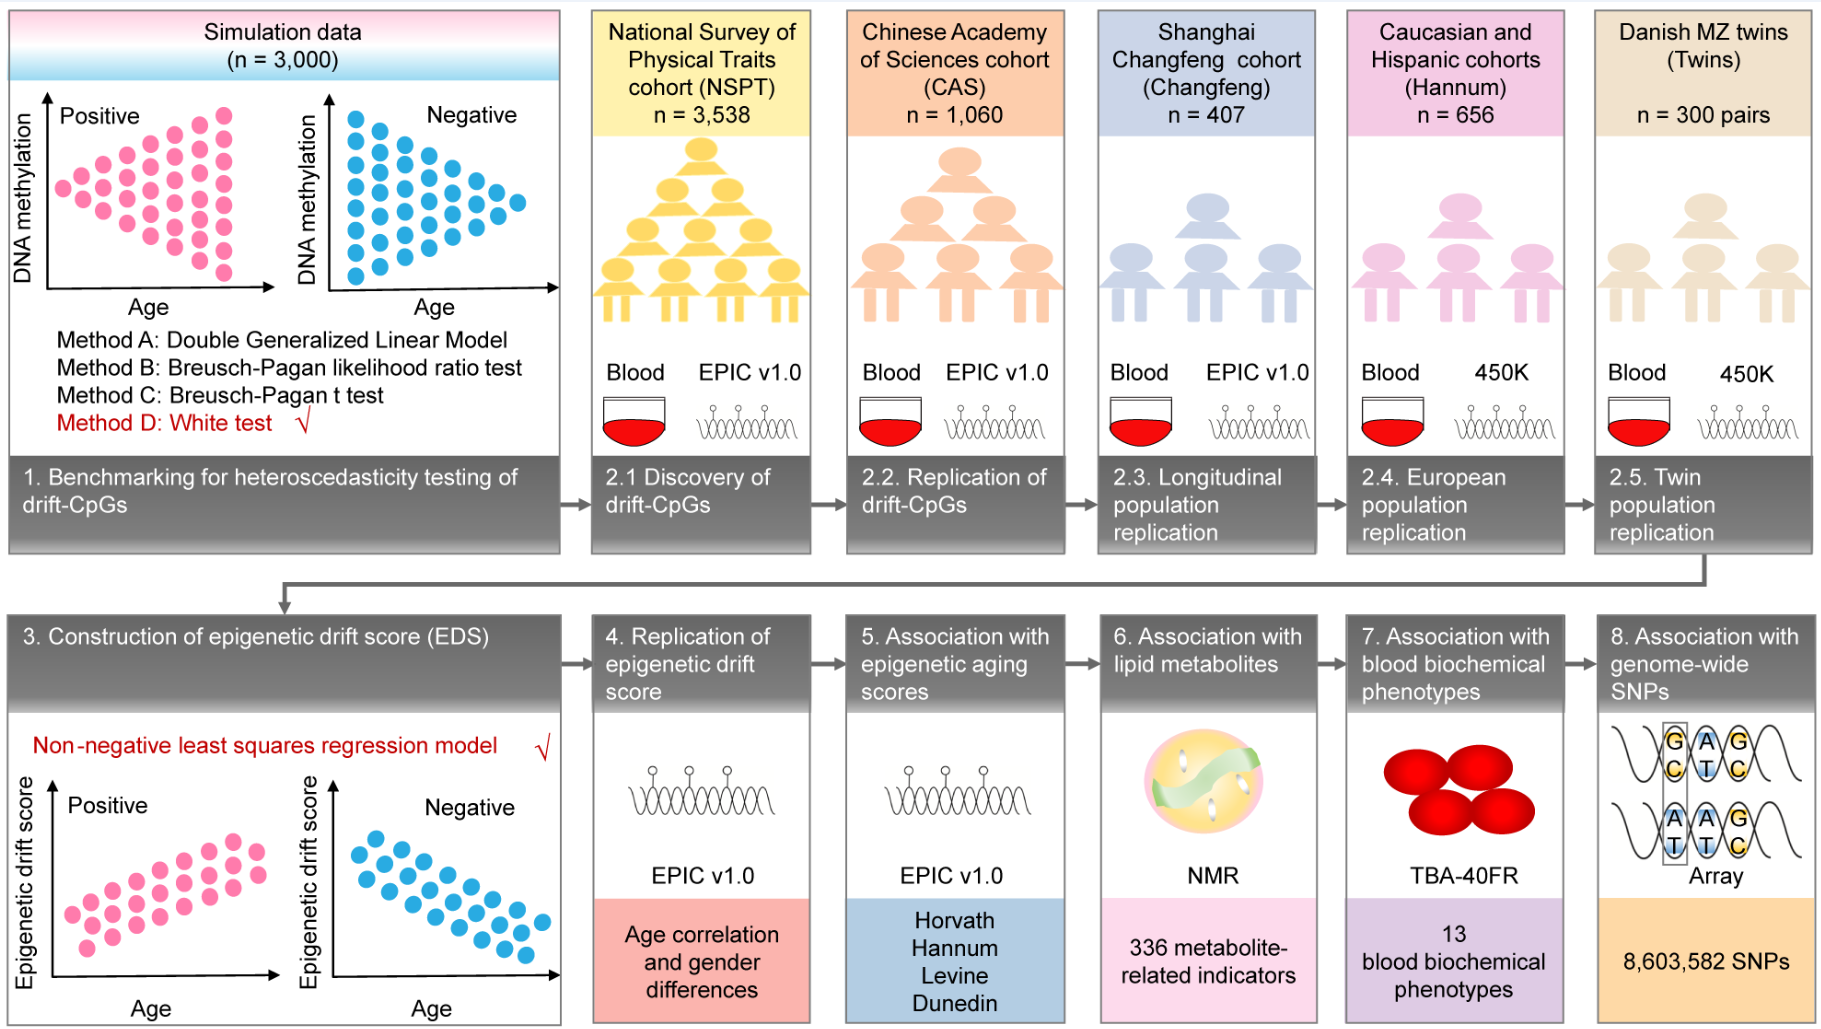 Simulation data
(n = 3,000)
Positive
DNA methylation
Age
Negative
DNA methylation
Age
Method A: Double Generalized Linear Model
Method B: Breusch-Pagan likelihood ratio test
Method C: Breusch-Pagan t test
Method D: White test √
1. Benchmarking for heteroscedasticity testing of
drift-CpGs
National Survey of
Physical Traits
cohort (NSPT)
n = 3,538
Blood
EPIC v1.0
2.1 Discovery of
drift-CpGs
Chinese Academy
of Sciences cohort
(CAS)
n = 1,060
Blood
EPIC v1.0
2.2. Replication of
drift-CpGs
Shanghai
Changfeng cohort
(Changfeng)
n = 407
Blood
EPIC v1.0
2.3. Longitudinal
population
replication
Caucasian and
Hispanic cohorts
(Hannum)
n = 656
Blood
450K
2.4. European
population
replication
Danish MZ twins
(Twins)
n = 300 pairs
Blood
450K
2.5. Twin
population
replication
3. Construction of epigenetic drift score (EDS)
Non-negative least squares regression model √
Epigenetic drift score
Positive
Age
Epigenetic drift score
Negative
Age
4. Replication of
epigenetic drift
score
EPIC v1.0
Age correlation
and gender
differences
5. Association with
epigenetic aging
scores
EPIC v1.0
Horvath
Hannum
Levine
Dunedin
6. Association with
lipid metabolites
NMR
336 metabolite-
related indicators
7. Association with
blood biochemical
phenotypes
TBA-40FR
13
blood biochemical
phenotypes
8. Association with
genome-wide
SNPs
G A G
C T C
A A G
T T C
Array
8,603,582 SNPs